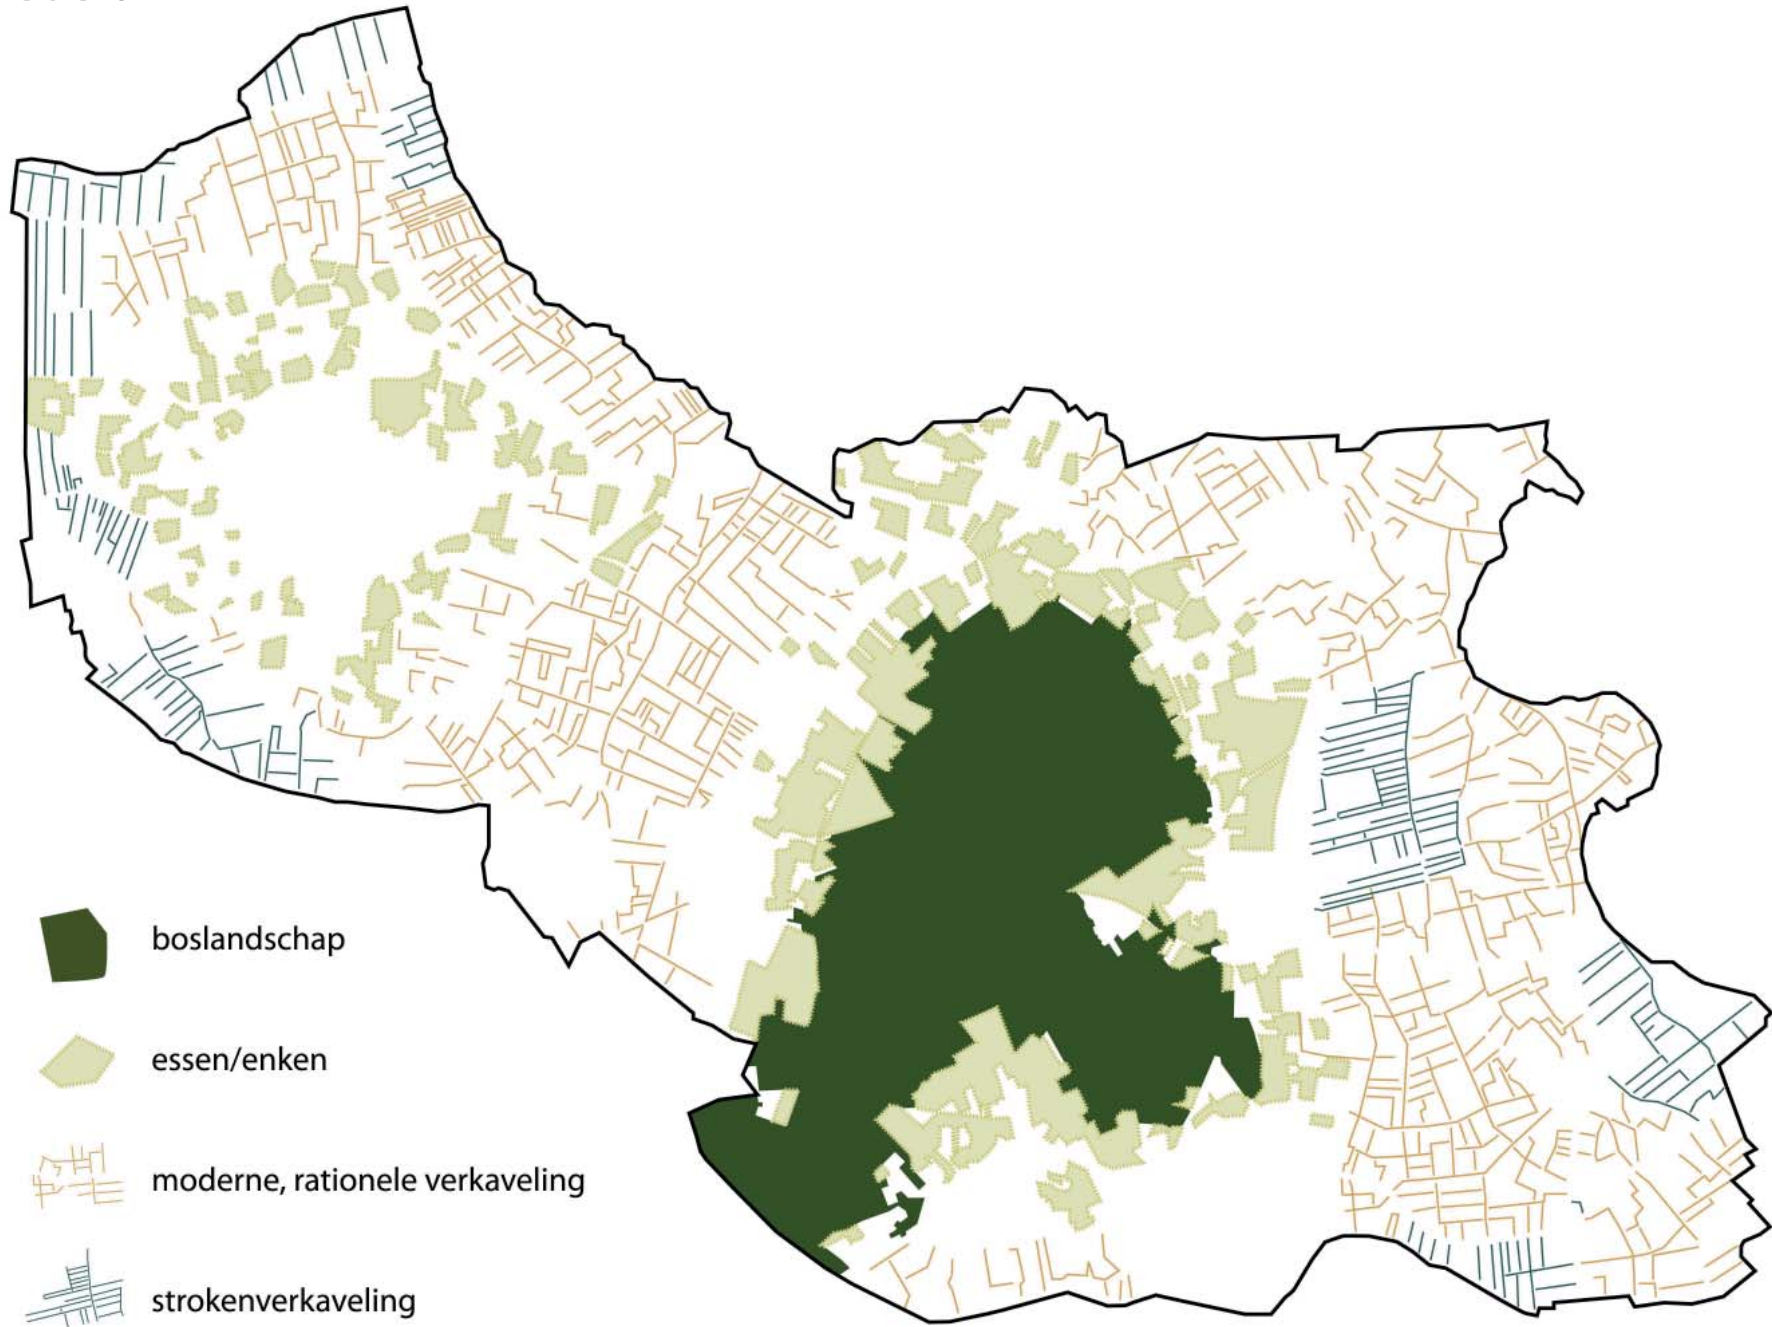 boslandschap
essen/enken
moderne, rationele verkaveling
strokenverkaveling